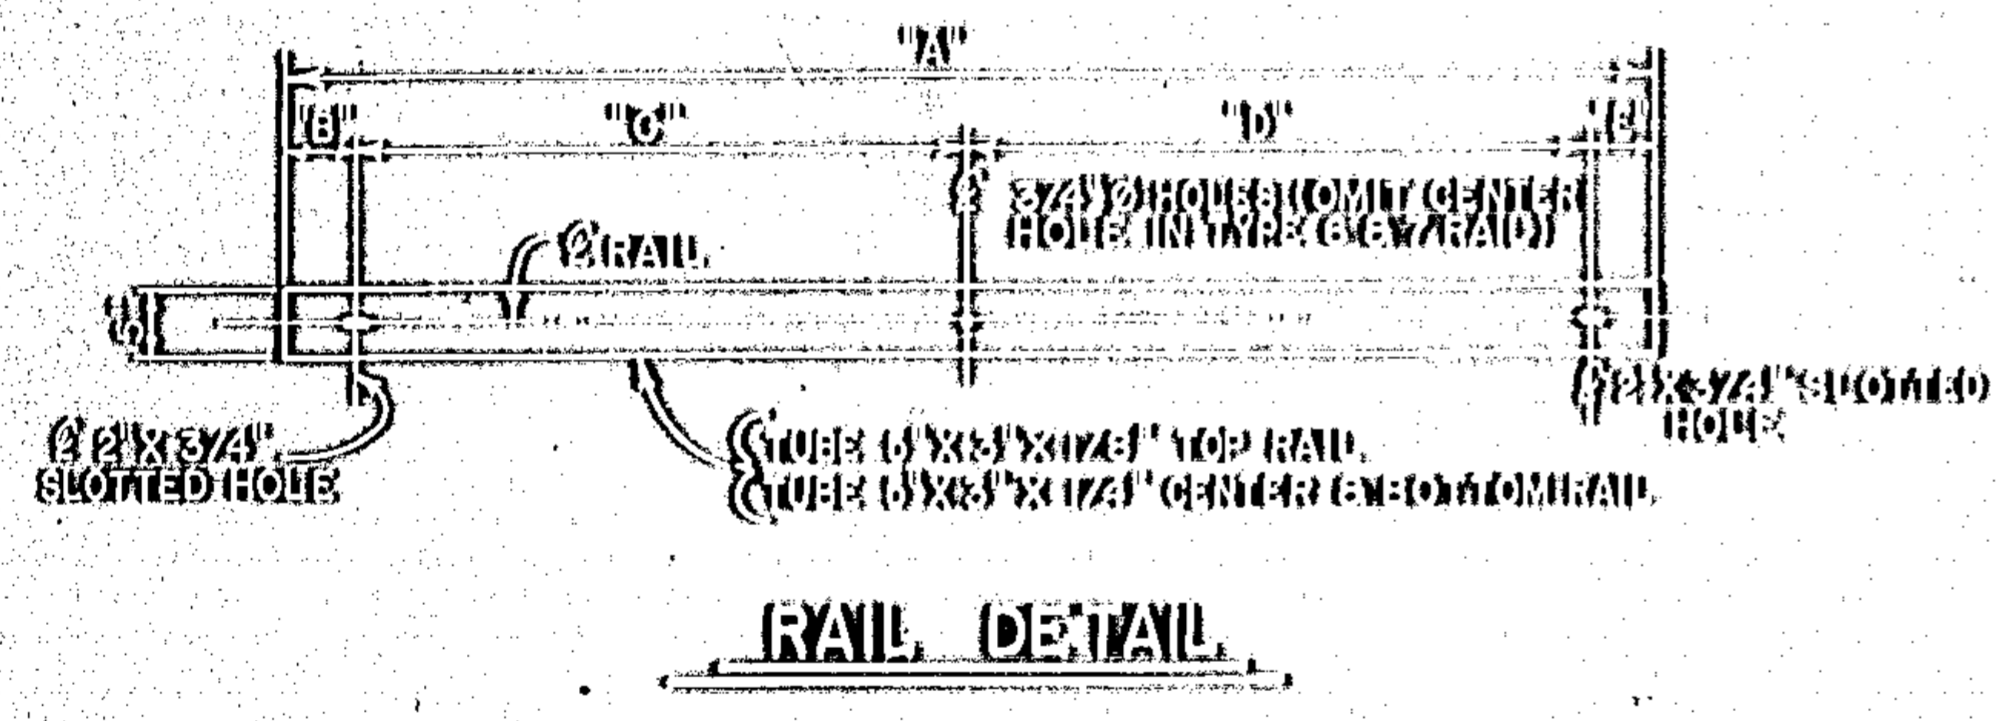 "A"
"B" "C" "D" "E"
℄ 3/4" Ø HOLES (OMIT CENTER
HOLE IN TYPE 6 & 7 RAIL)
℄ RAIL
℄ 2" X 3/4" SLOTTED
HOLE
℄ 2" X 3/4"
SLOTTED HOLE
TUBE 6" X 3" X 1/8" TOP RAIL
TUBE 6" X 3" X 1/4" CENTER & BOTTOM RAIL
RAIL DETAIL